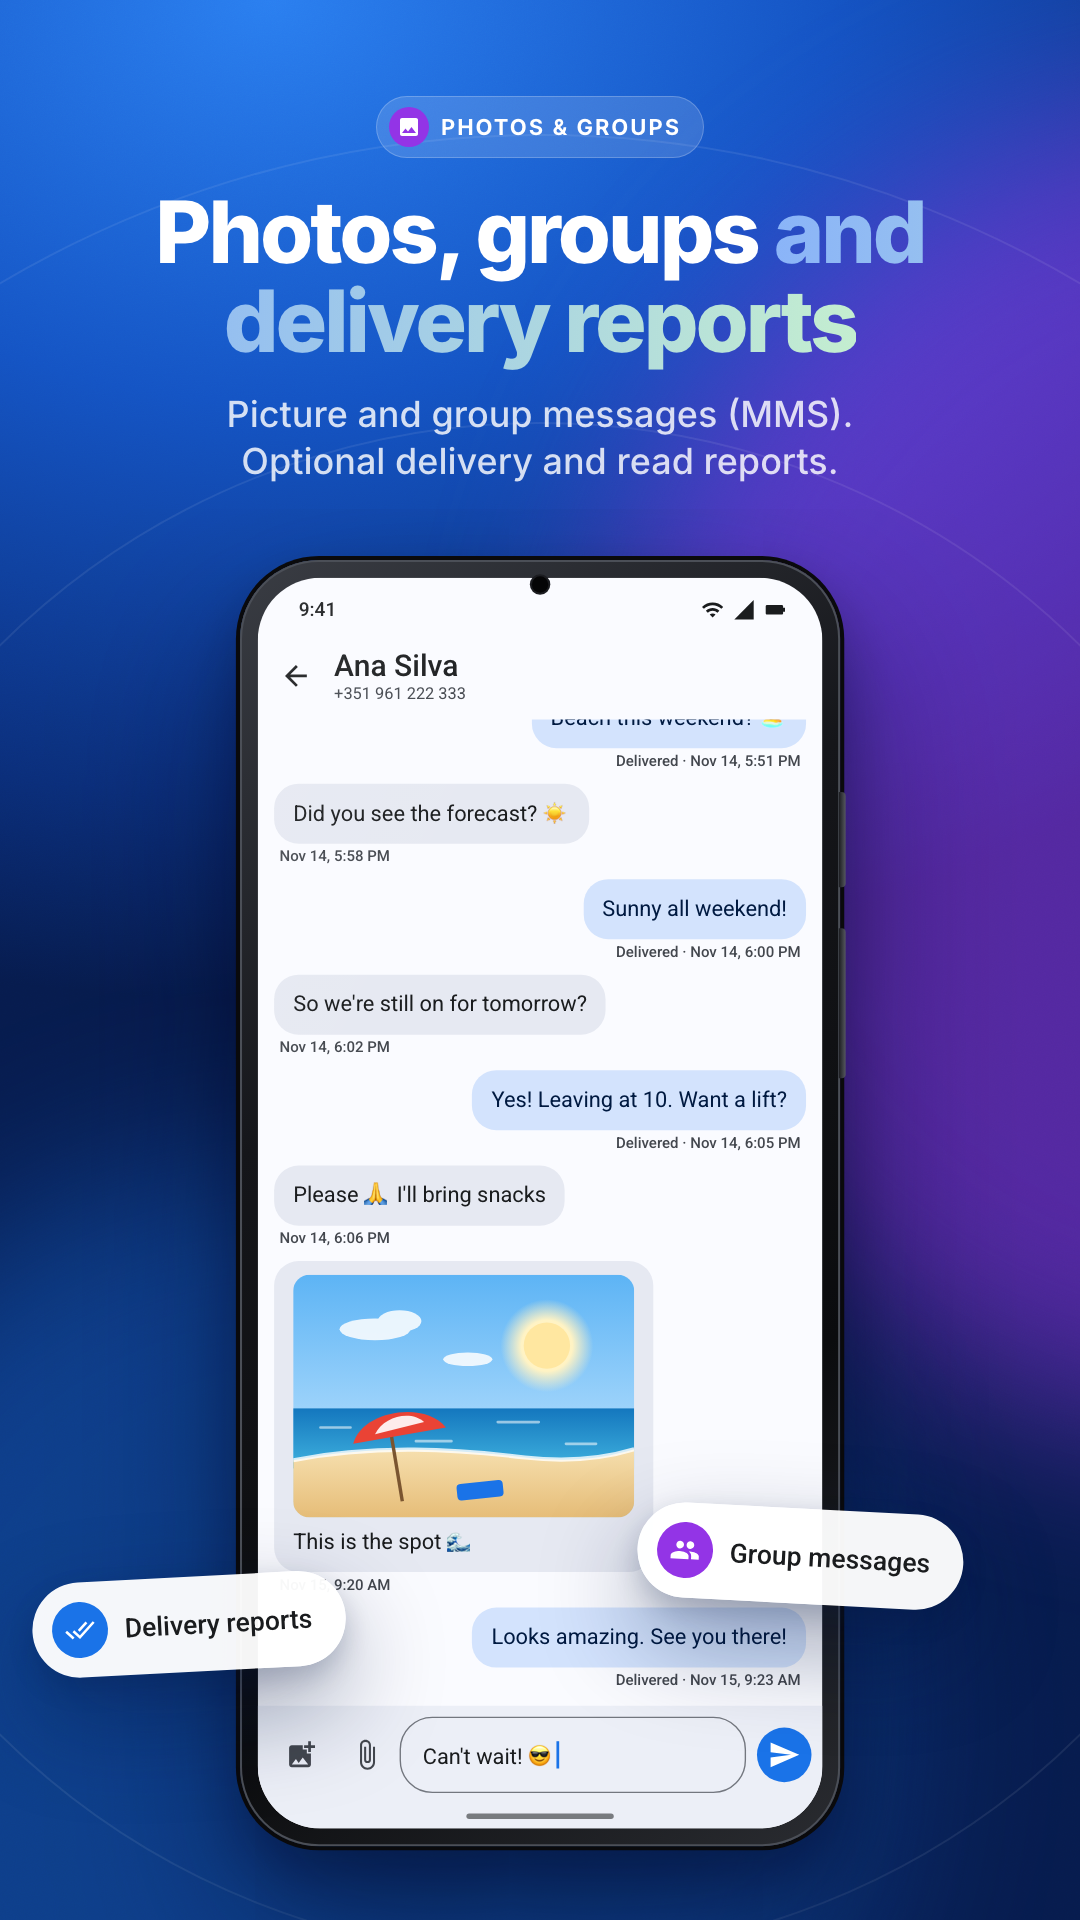 PHOTOS & GROUPS
Photos, groups and
delivery reports
Picture and group messages (MMS).
Optional delivery and read reports.
9:41
Ana Silva
+351 961 222 333
Beach this weekend?
Delivered · Nov 14, 5:51 PM
Did you see the forecast? ☀️
Nov 14, 5:58 PM
Sunny all weekend!
Delivered · Nov 14, 6:00 PM
So we're still on for tomorrow?
Nov 14, 6:02 PM
Yes! Leaving at 10. Want a lift?
Delivered · Nov 14, 6:05 PM
Please 🙏 I'll bring snacks
Nov 14, 6:06 PM
This is the spot 🌊
Group messages
Nov 15, 9:20 AM
Delivery reports
Looks amazing. See you there!
Delivered · Nov 15, 9:23 AM
Can't wait! 😎